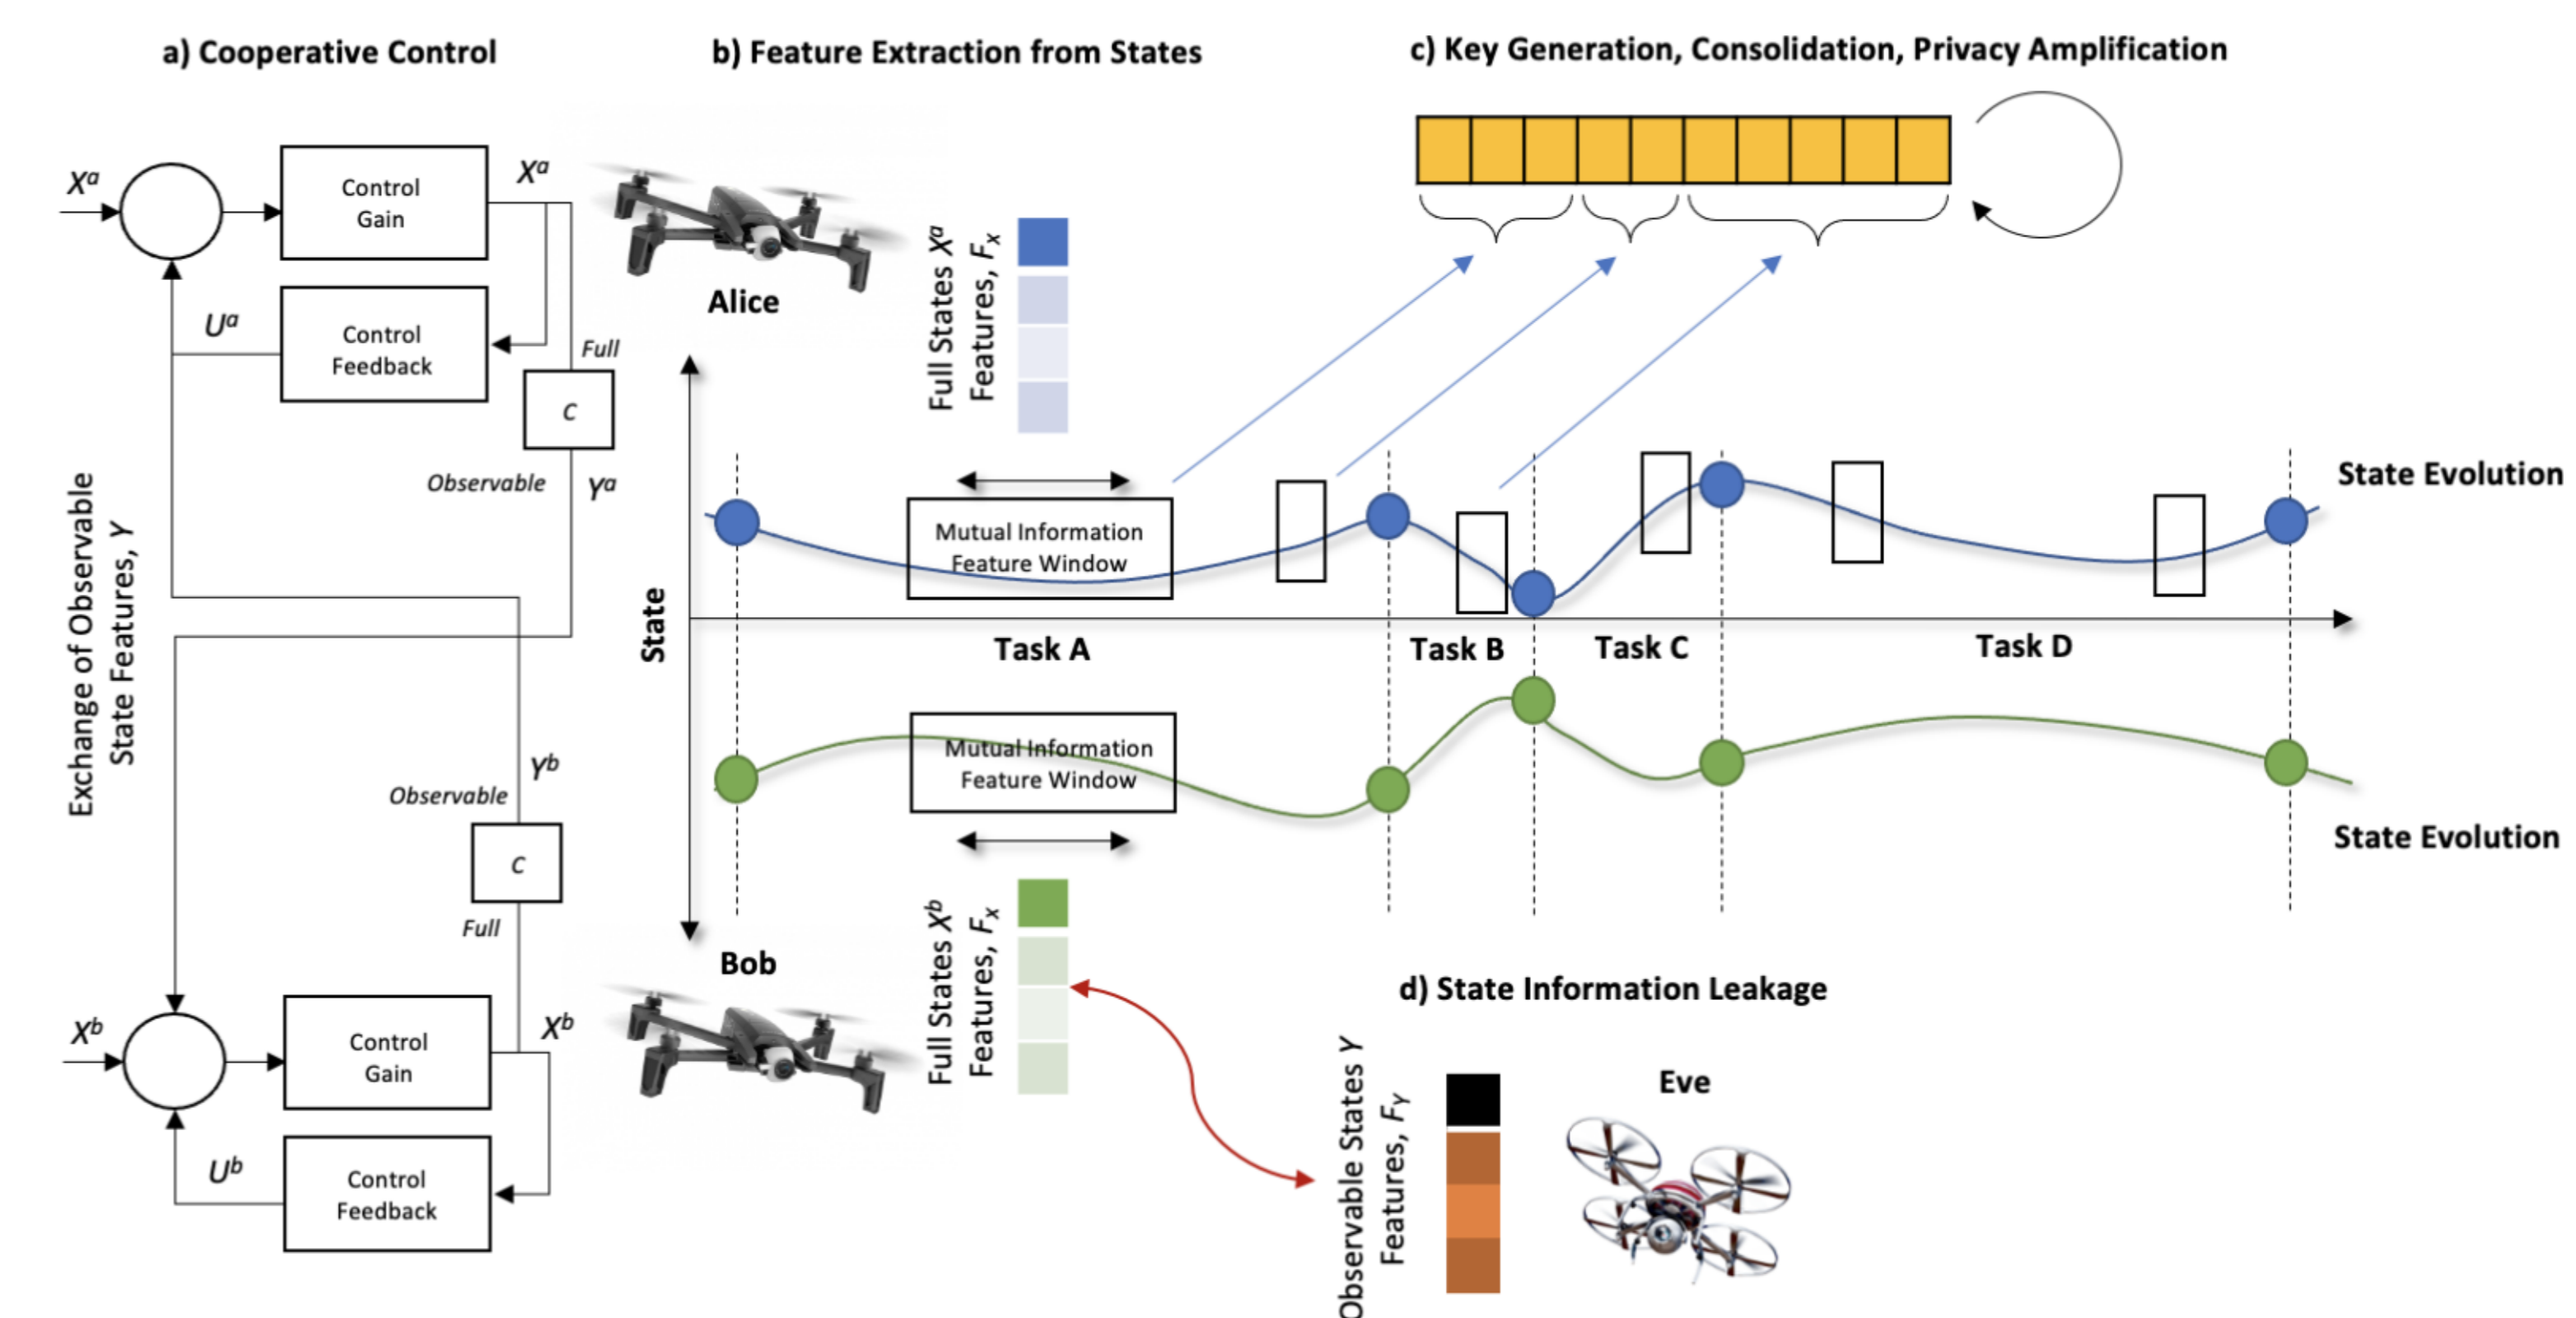 a) Cooperative Control
b) Feature Extraction from States
c) Key Generation, Consolidation, Privacy Amplification
Xᵃ
Control
Gain
Xᵃ
Uᵃ
Control
Feedback
Full
C
Observable
Yᵃ
Exchange of Observable
State Features, Y
Yᵇ
Observable
C
Full
Xᵇ
Control
Gain
Xᵇ
Uᵇ
Control
Feedback
Alice
Full States Xᵃ
Features, Fₓ
State
Mutual Information
Feature Window
State Evolution
Task A
Task B
Task C
Task D
Mutual Information
Feature Window
State Evolution
Bob
Full States Xᵇ
Features, Fₓ
d) State Information Leakage
Observable States Y
Features, F_Y
Eve